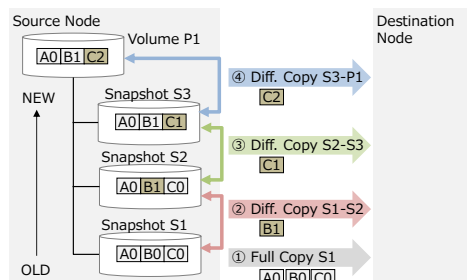 Source Node
Destination
Node
Volume P1
A0 B1 C2
④ Diff. Copy S3-P1
C2
NEW
Snapshot S3
A0 B1 C1
③ Diff. Copy S2-S3
C1
Snapshot S2
A0 B1 C0
② Diff. Copy S1-S2
B1
Snapshot S1
A0 B0 C0
① Full Copy S1
A0 B0 C0
OLD